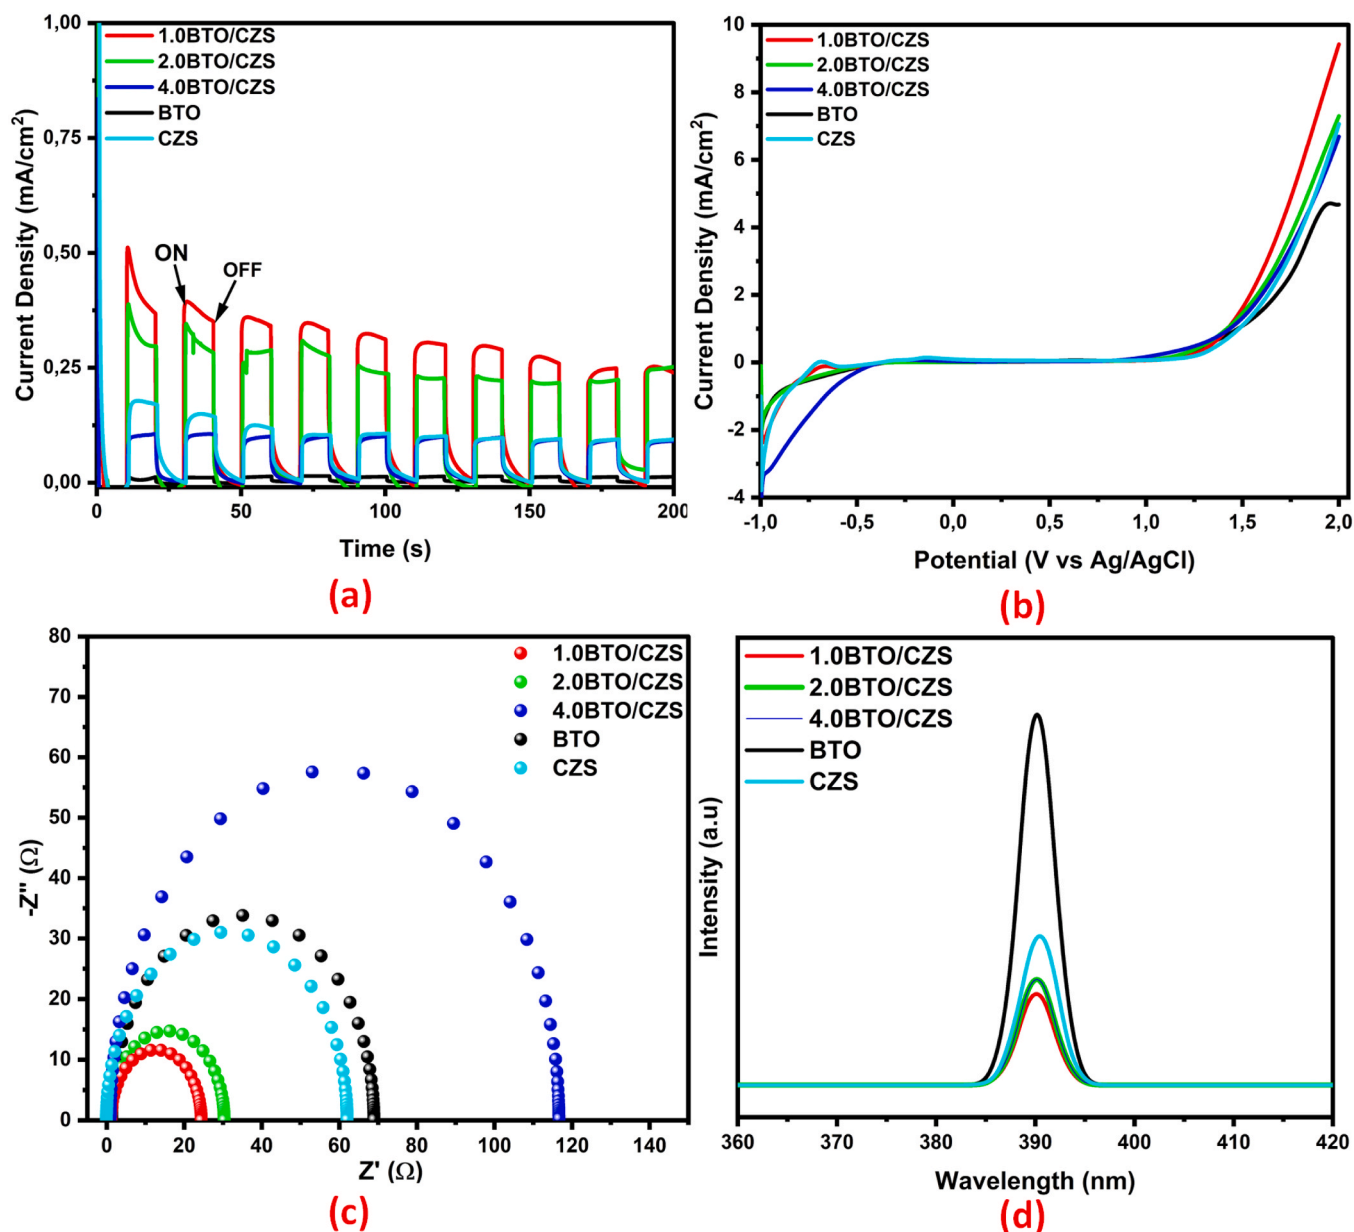 1,00
0,75
0,50
0,25
0,00
Current Density (mA/cm²)
1.0BTO/CZS
2.0BTO/CZS
4.0BTO/CZS
BTO
CZS
ON
OFF
0
50
100
150
200
Time (s)
(a)
10
8
6
4
2
0
-2
-4
Current Density (mA/cm²)
1.0BTO/CZS
2.0BTO/CZS
4.0BTO/CZS
BTO
CZS
-1,0
-0,5
0,0
0,5
1,0
1,5
2,0
Potential (V vs Ag/AgCl)
(b)
80
70
60
50
40
30
20
10
0
-Z" (Ω)
1.0BTO/CZS
2.0BTO/CZS
4.0BTO/CZS
BTO
CZS
0
20
40
60
80
100
120
140
Z' (Ω)
(c)
Intensity (a.u)
1.0BTO/CZS
2.0BTO/CZS
4.0BTO/CZS
BTO
CZS
360
370
380
390
400
410
420
Wavelength (nm)
(d)